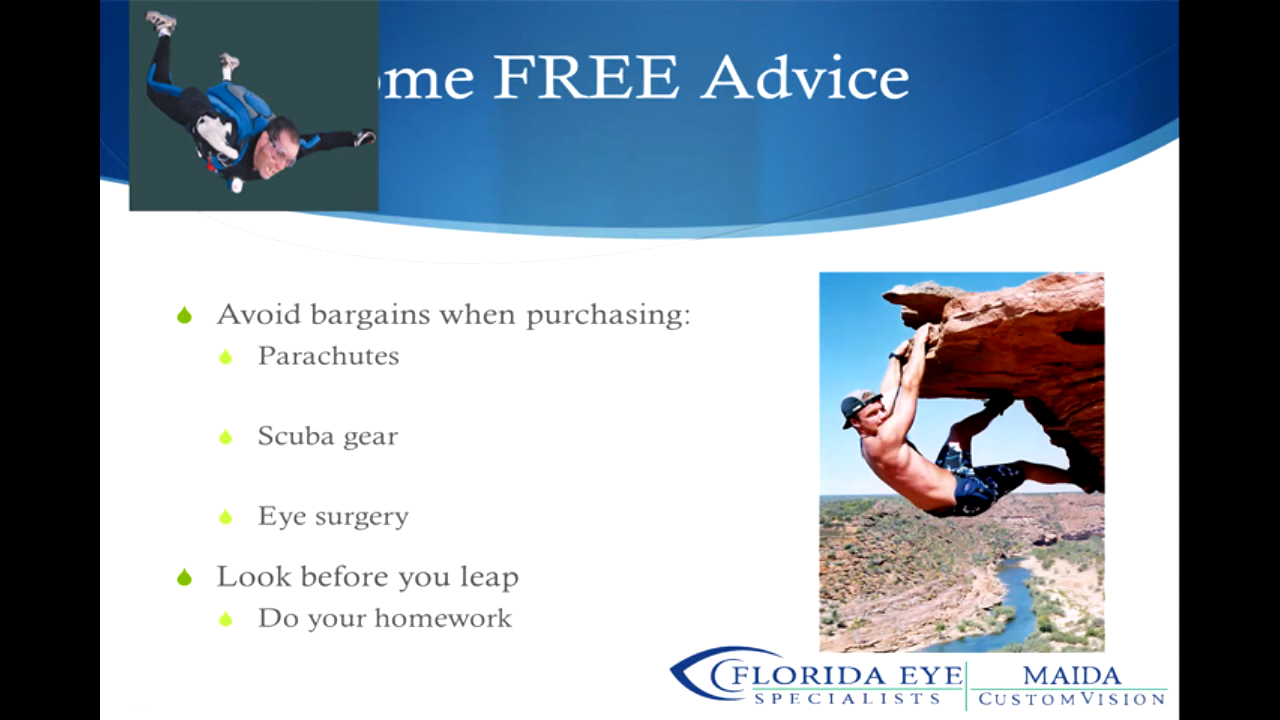 ome FREE Advice
Avoid bargains when purchasing:
Parachutes
Scuba gear
Eye surgery
Look before you leap
Do your homework
FLORIDA EYE
SPECIALISTS
MAIDA
CUSTOMVISION